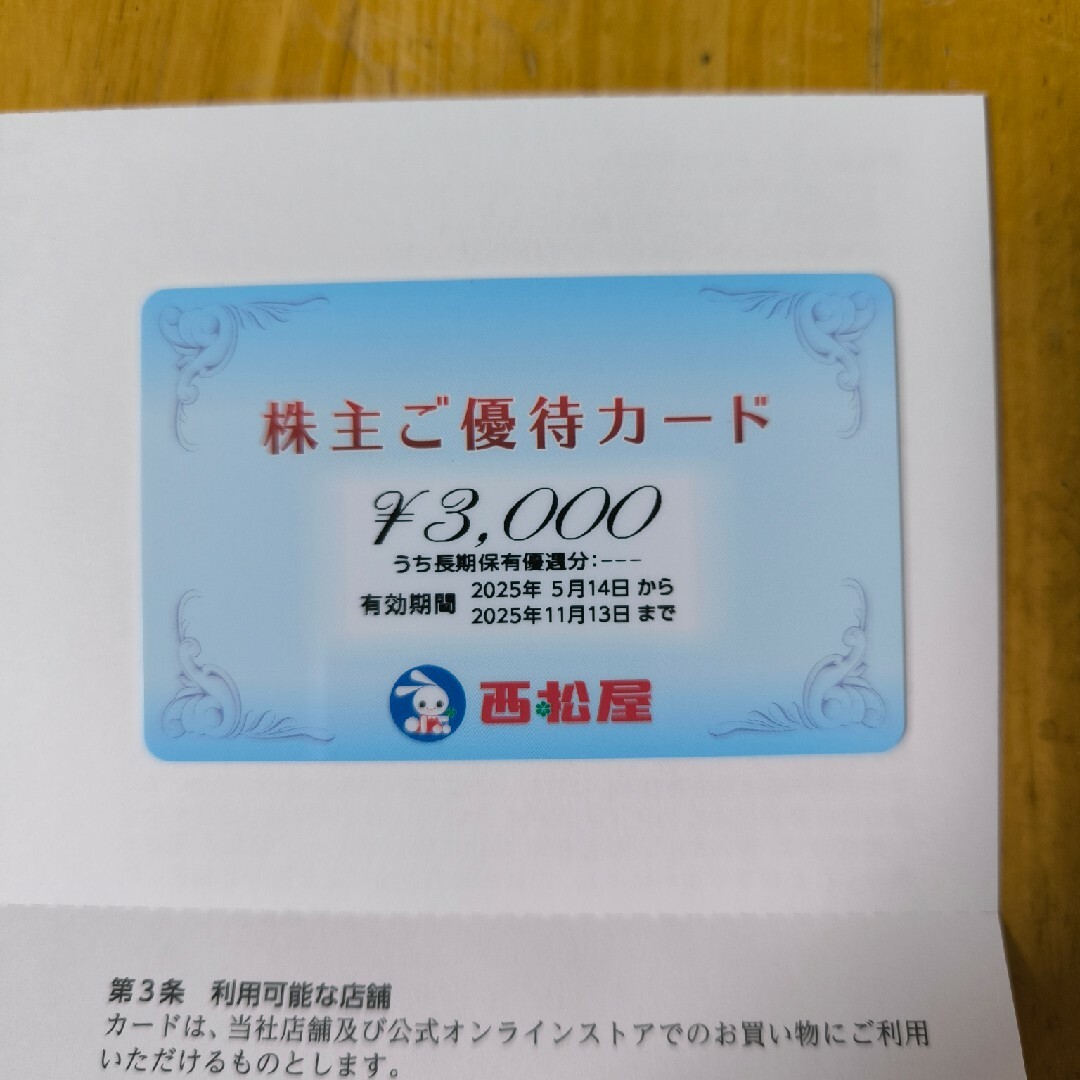 株主ご優待カード
¥3,000
うち長期保有優遇分:---
有効期間 2025年 5月14日 から
2025年11月13日 まで
西松屋
第3条 利用可能な店舗
カードは、当社店舗及び公式オンラインストアでのお買い物にご利用
いただけるものとします。